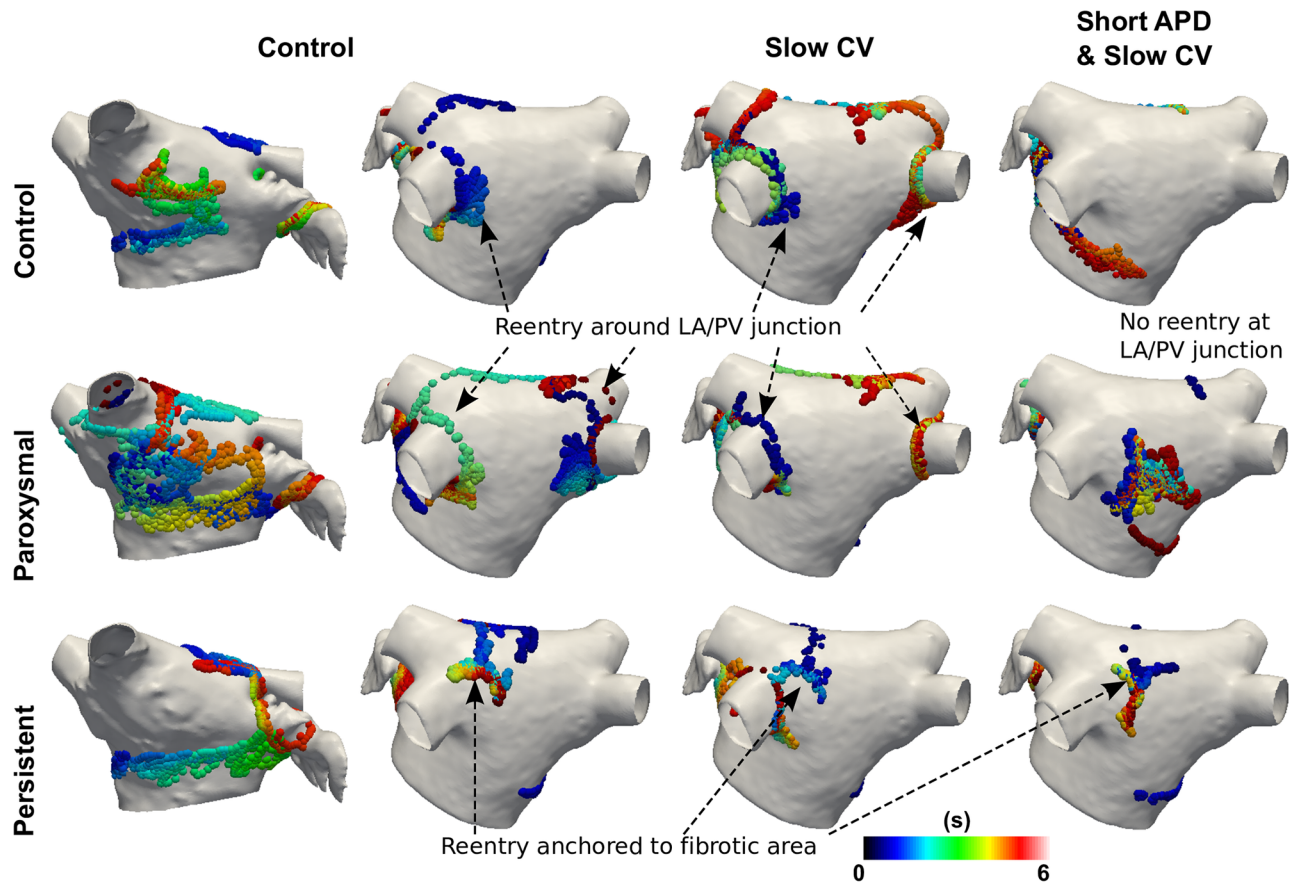 Control
Slow CV
Short APD
& Slow CV
Control
Reentry around LA/PV junction
No reentry at
LA/PV junction
Paroxysmal
Persistent
Reentry anchored to fibrotic area
(s)
0
6